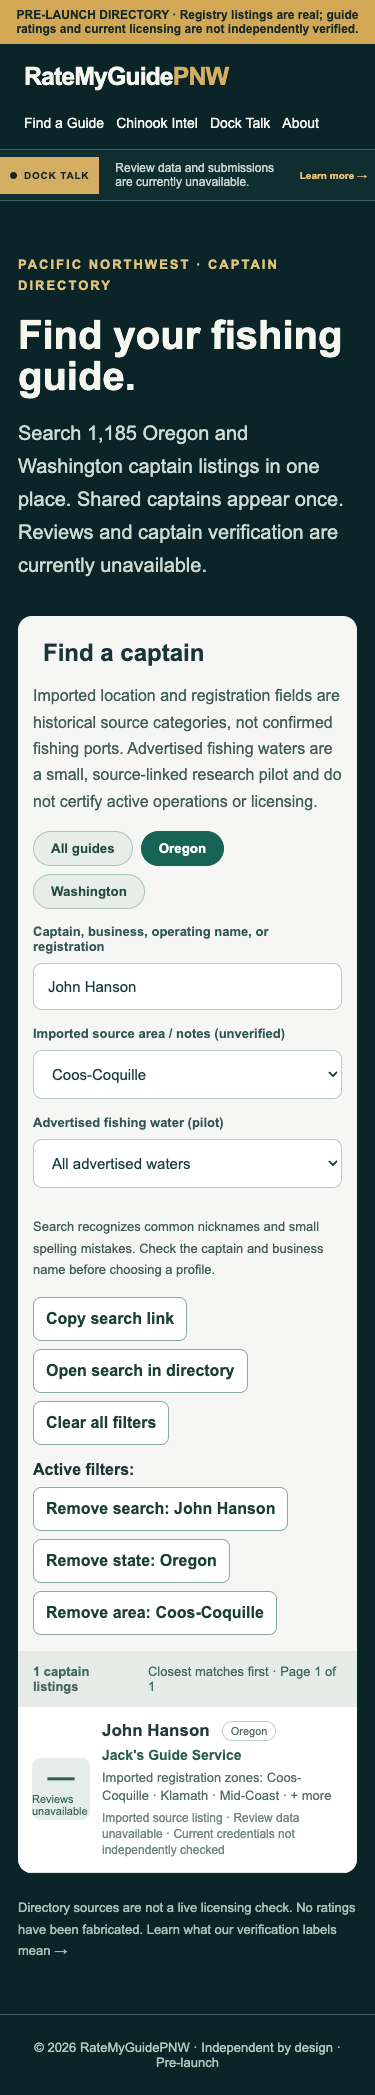 PRE-LAUNCH DIRECTORY · Registry listings are real; guide
ratings and current licensing are not independently verified.
RateMyGuidePNW
Find a Guide Chinook Intel Dock Talk About
DOCK TALK
Review data and submissions
are currently unavailable.
Learn more →
PACIFIC NORTHWEST · CAPTAIN
DIRECTORY
Find your fishing
guide.
Search 1,185 Oregon and
Washington captain listings in one
place. Shared captains appear once.
Reviews and captain verification are
currently unavailable.
Find a captain
Imported location and registration fields are
historical source categories, not confirmed
fishing ports. Advertised fishing waters are
a small, source-linked research pilot and do
not certify active operations or licensing.
All guides
Oregon
Washington
Captain, business, operating name, or
registration
John Hanson
Imported source area / notes (unverified)
Coos-Coquille
Advertised fishing water (pilot)
All advertised waters
Search recognizes common nicknames and small
spelling mistakes. Check the captain and business
name before choosing a profile.
Copy search link
Open search in directory
Clear all filters
Active filters:
Remove search: John Hanson
Remove state: Oregon
Remove area: Coos-Coquille
1 captain
listings
Closest matches first · Page 1 of
1
—
Reviews
unavailable
John Hanson
Oregon
Jack's Guide Service
Imported registration zones: Coos-
Coquille · Klamath · Mid-Coast · + more
Imported source listing · Review data
unavailable · Current credentials not
independently checked
Directory sources are not a live licensing check. No ratings
have been fabricated. Learn what our verification labels
mean →
© 2026 RateMyGuidePNW · Independent by design ·
Pre-launch